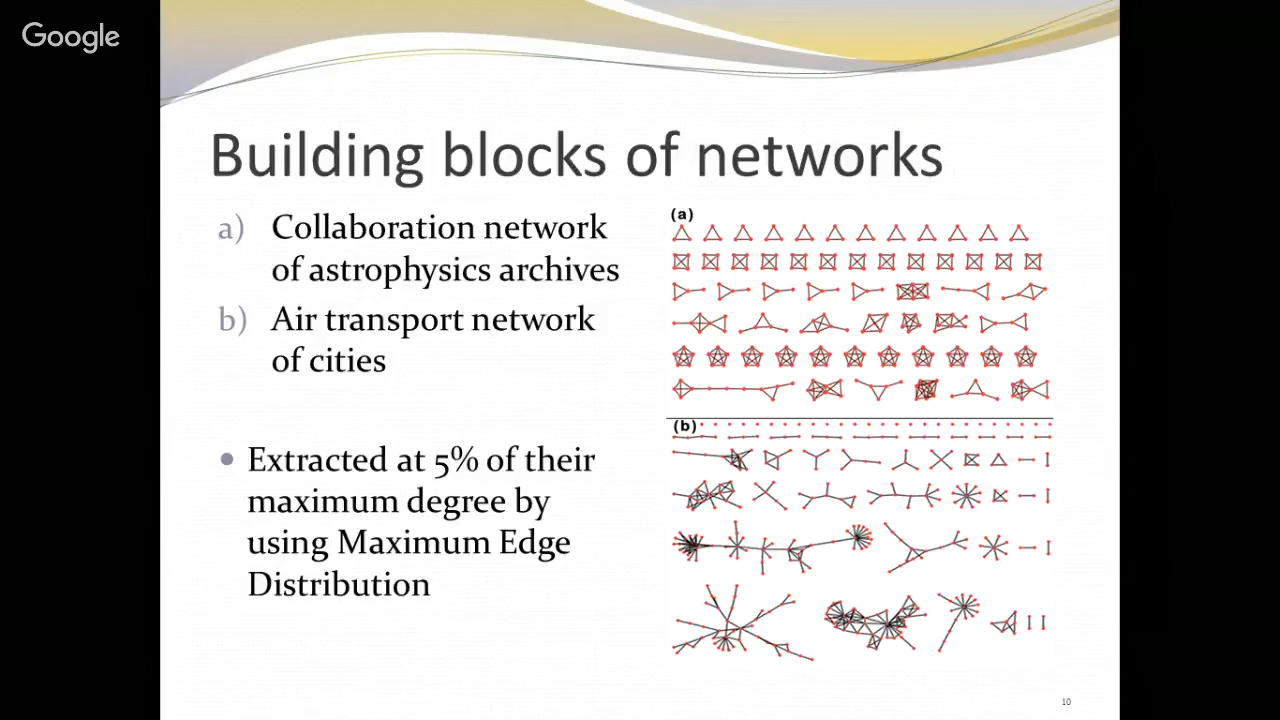 Google
Building blocks of networks
a) Collaboration network
of astrophysics archives
b) Air transport network
of cities
• Extracted at 5% of their
maximum degree by
using Maximum Edge
Distribution
(a)
(b)
10